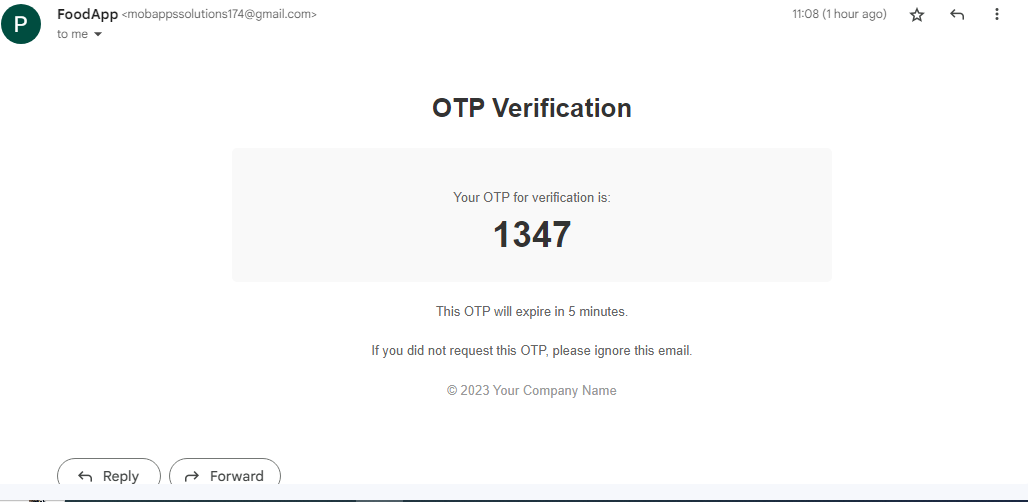 P
FoodApp <mobappssolutions174@gmail.com>
11:08 (1 hour ago)
to me
OTP Verification
Your OTP for verification is:
1347
This OTP will expire in 5 minutes.
If you did not request this OTP, please ignore this email.
© 2023 Your Company Name
Reply
Forward